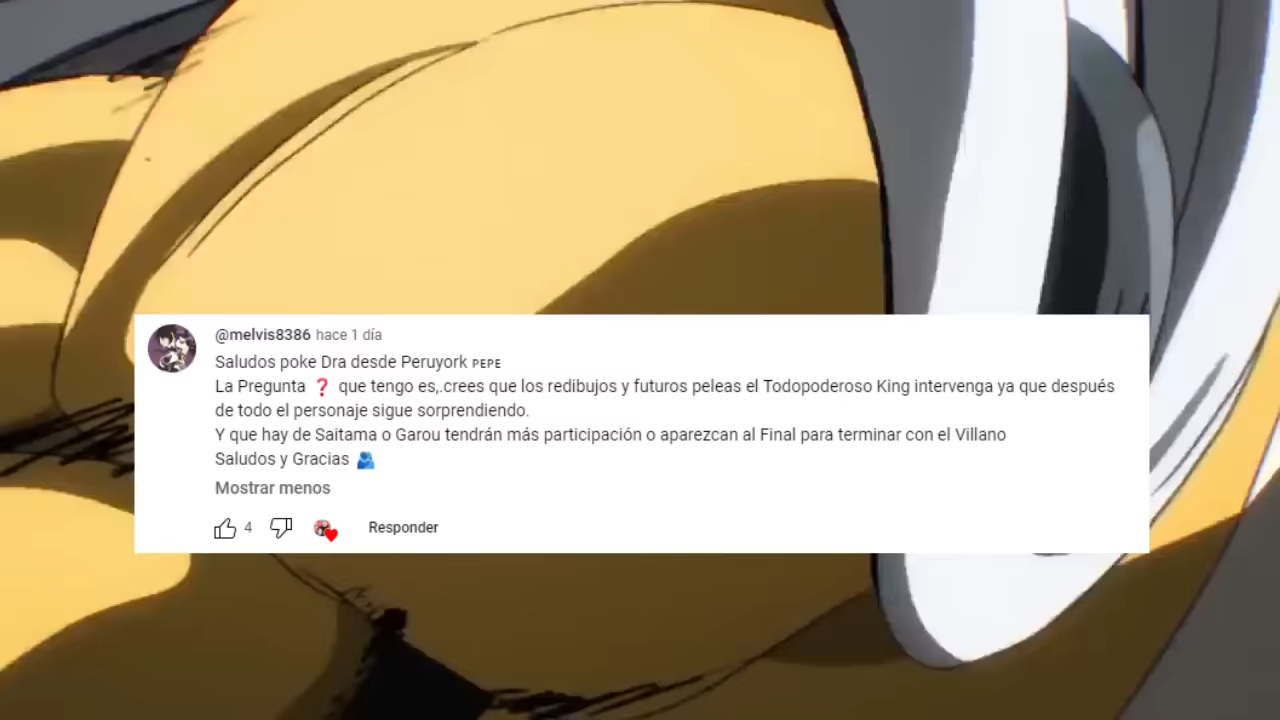 @melvis8386 hace 1 día
Saludos poke Dra desde Peruyork ᴘᴇᴘᴇ
La Pregunta ❓ que tengo es,.crees que los redibujos y futuros peleas el Todopoderoso King intervenga ya que después
de todo el personaje sigue sorprendiendo.
Y que hay de Saitama o Garou tendrán más participación o aparezcan al Final para terminar con el Villano
Saludos y Gracias 🫂
Mostrar menos
4 Responder